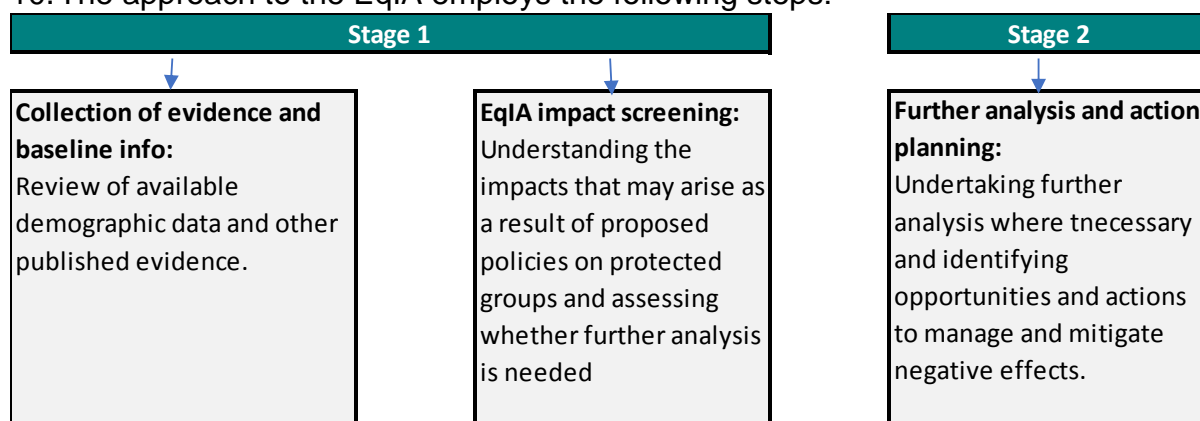 10. The approach to the EqIA employs the following steps:
Stage 1
Collection of evidence and
baseline info:
Review of available
demographic data and other
published evidence.
EqIA impact screening:
Understanding the
impacts that may arise as
a result of proposed
policies on protected
groups and assessing
whether further analysis
is needed
Stage 2
Further analysis and action
planning:
Undertaking further
analysis where tnecessary
and identifying
opportunities and actions
to manage and mitigate
negative effects.